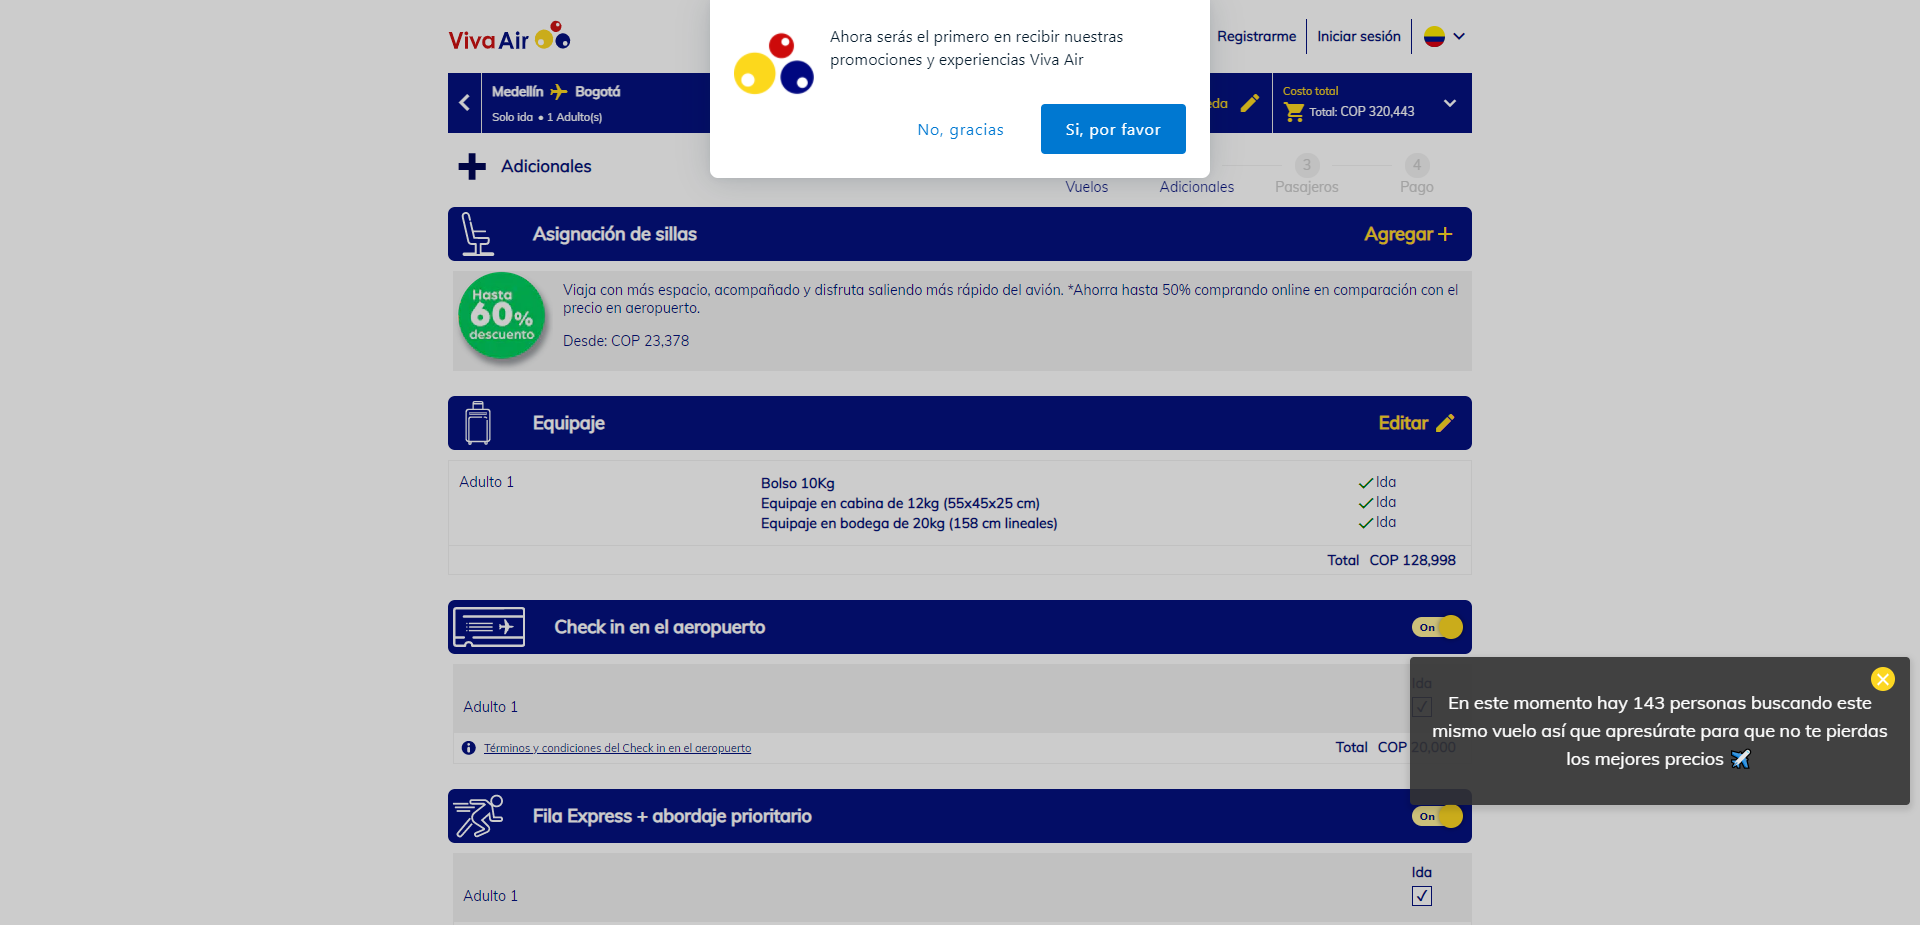 Viva Air
Ahora serás el primero en recibir nuestras
promociones y experiencias Viva Air
No, gracias
Si, por favor
Registrarme
Iniciar sesión
Medellín Bogotá
Solo ida • 1 Adulto(s)
Costo total
Total: COP 320,443
Adicionales
3
4
Vuelos
Adicionales
Pasajeros
Pago
Asignación de sillas
Agregar +
Hasta
60%
descuento
Viaja con más espacio, acompañado y disfruta saliendo más rápido del avión. *Ahorra hasta 50% comprando online en comparación con el
precio en aeropuerto.
Desde: COP 23,378
Equipaje
Editar
Adulto 1
Bolso 10Kg
Ida
Equipaje en cabina de 12kg (55x45x25 cm)
Ida
Equipaje en bodega de 20kg (158 cm lineales)
Ida
Total COP 128,998
Check in en el aeropuerto
On
Ida
Adulto 1
Términos y condiciones del Check in en el aeropuerto
Total COP 20,000
En este momento hay 143 personas buscando este
mismo vuelo así que apresúrate para que no te pierdas
los mejores precios
Fila Express + abordaje prioritario
On
Ida
Adulto 1